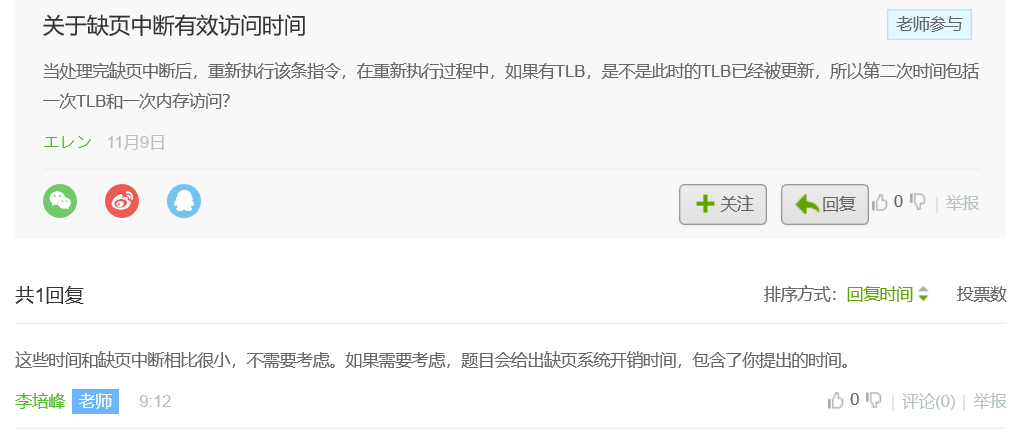 关于缺页中断有效访问时间
老师参与
当处理完缺页中断后，重新执行该条指令，在重新执行过程中，如果有TLB，是不是此时的TLB已经被更新，所以第二次时间包括
一次TLB和一次内存访问?
エレン 11月9日
关注 回复 0 | 举报
共1回复
排序方式: 回复时间 投票数
这些时间和缺页中断相比很小，不需要考虑。如果需要考虑，题目会给出缺页系统开销时间，包含了你提出的时间。
李培峰 老师 9:12
0 | 评论(0) | 举报